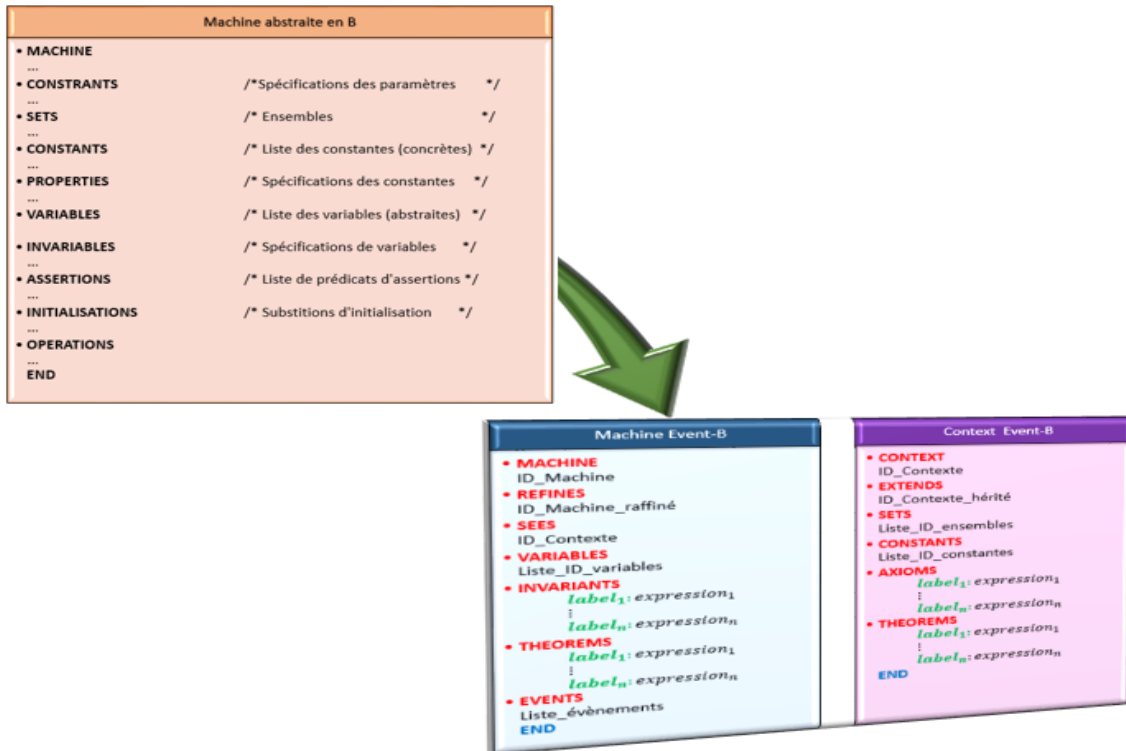 Machine abstraite en B
• MACHINE
...
• CONSTRANTS /*Spécifications des paramètres */
...
• SETS /* Ensembles */
...
• CONSTANTS /* Liste des constantes (concrètes) */
...
• PROPERTIES /* Spécifications des constantes */
...
• VARIABLES /* Liste des variables (abstraites) */
• INVARIABLES /* Spécifications de variables */
...
• ASSERTIONS /* Liste de prédicats d'assertions */
...
• INITIALISATIONS /* Substitions d'initialisation */
...
• OPERATIONS
...
END
Machine Event-B
• MACHINE
ID_Machine
• REFINES
ID_Machine_raffiné
• SEES
ID_Contexte
• VARIABLES
Liste_ID_variables
• INVARIANTS
label₁: expression₁
⋮
labelₙ: expressionₙ
• THEOREMS
label₁: expression₁
⋮
labelₙ: expressionₙ
• EVENTS
Liste_évènements
END
Context Event-B
• CONTEXT
ID_Contexte
• EXTENDS
ID_Contexte_hérité
• SETS
Liste_ID_ensembles
• CONSTANTS
Liste_ID_constantes
• AXIOMS
label₁: expression₁
⋮
labelₙ: expressionₙ
• THEOREMS
label₁: expression₁
⋮
labelₙ: expressionₙ
END